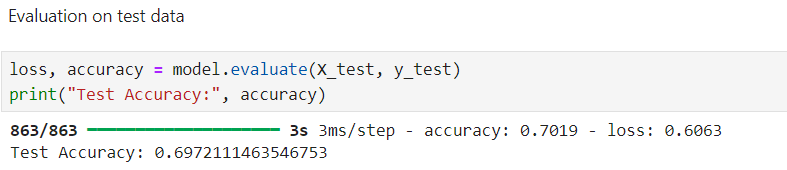 Evaluation on test data
loss, accuracy = model.evaluate(X_test, y_test)
print("Test Accuracy:", accuracy)
863/863 ━━━━━━━━━━━━━━━━━━━━ 3s 3ms/step - accuracy: 0.7019 - loss: 0.6063
Test Accuracy: 0.6972111463546753